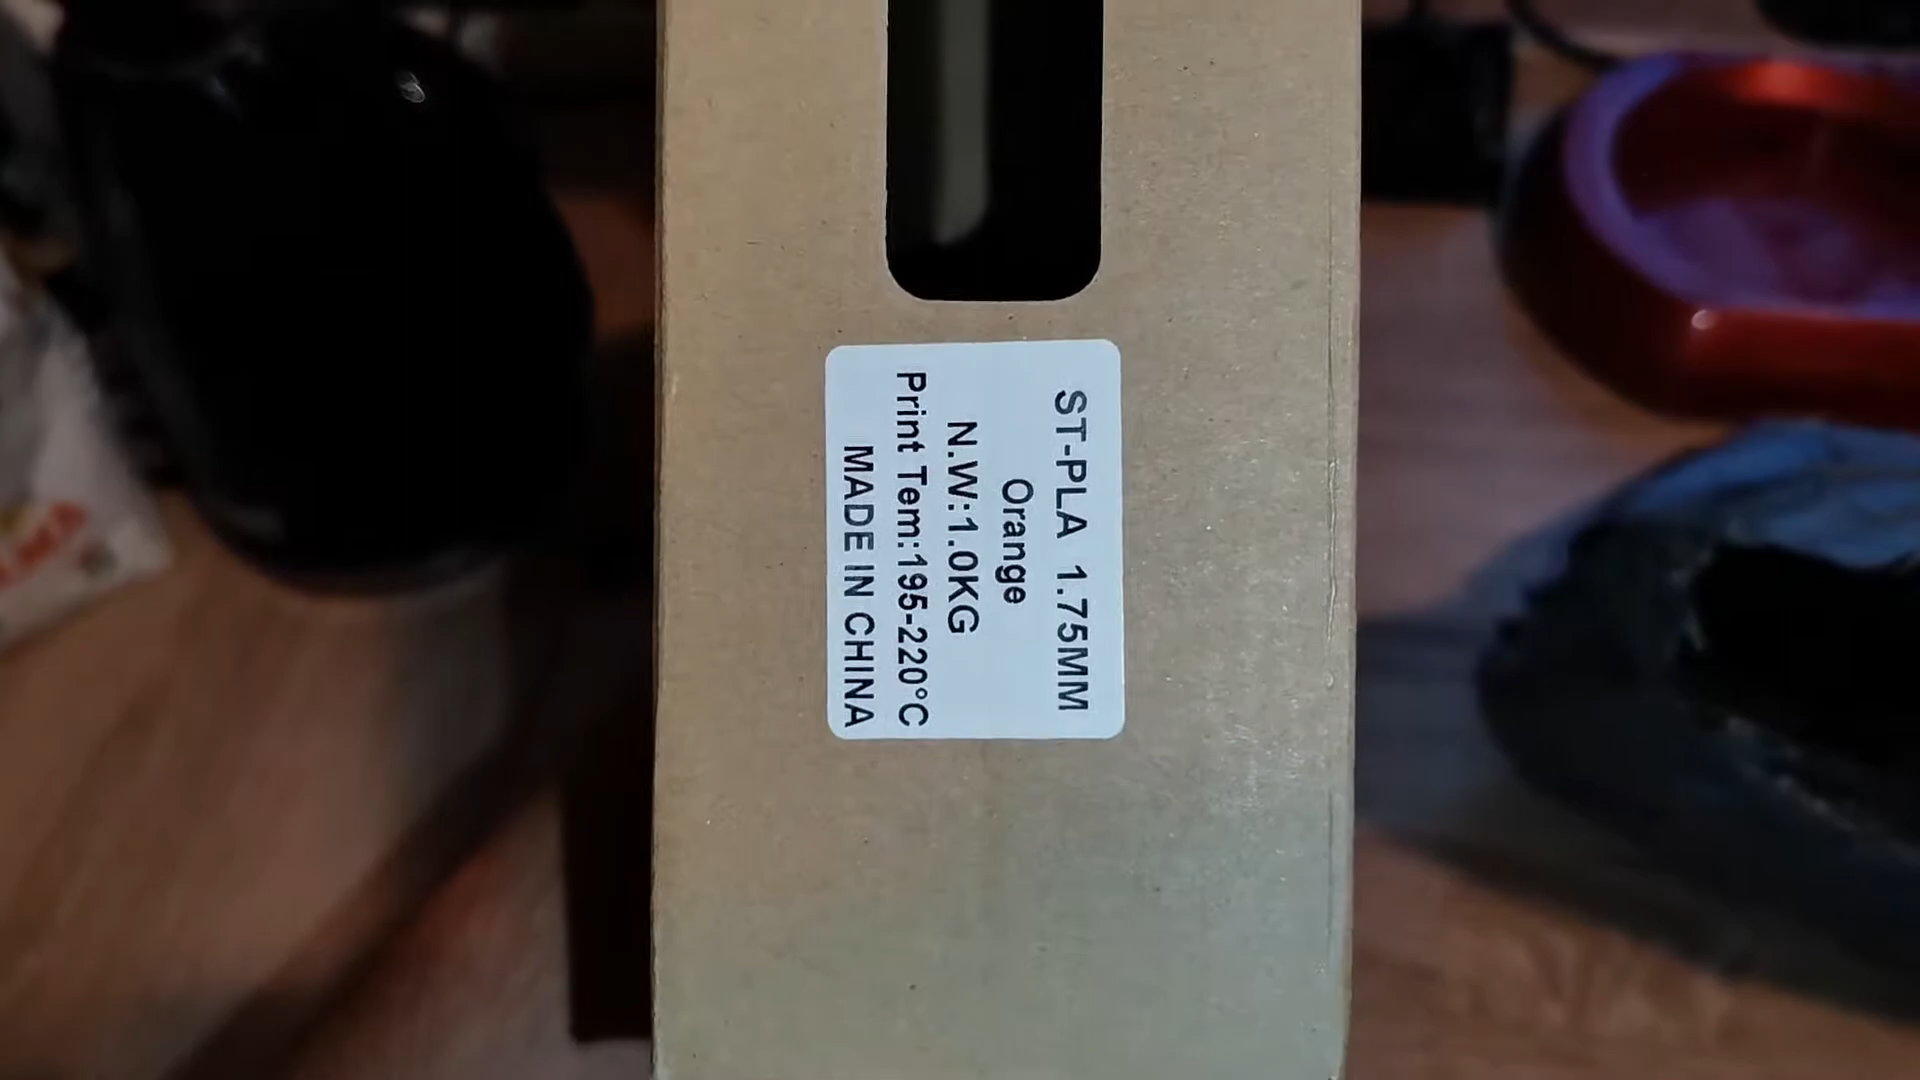 ST-PLA 1.75MM
Orange
N.W:1.0KG
Print Tem:195-220°C
MADE IN CHINA